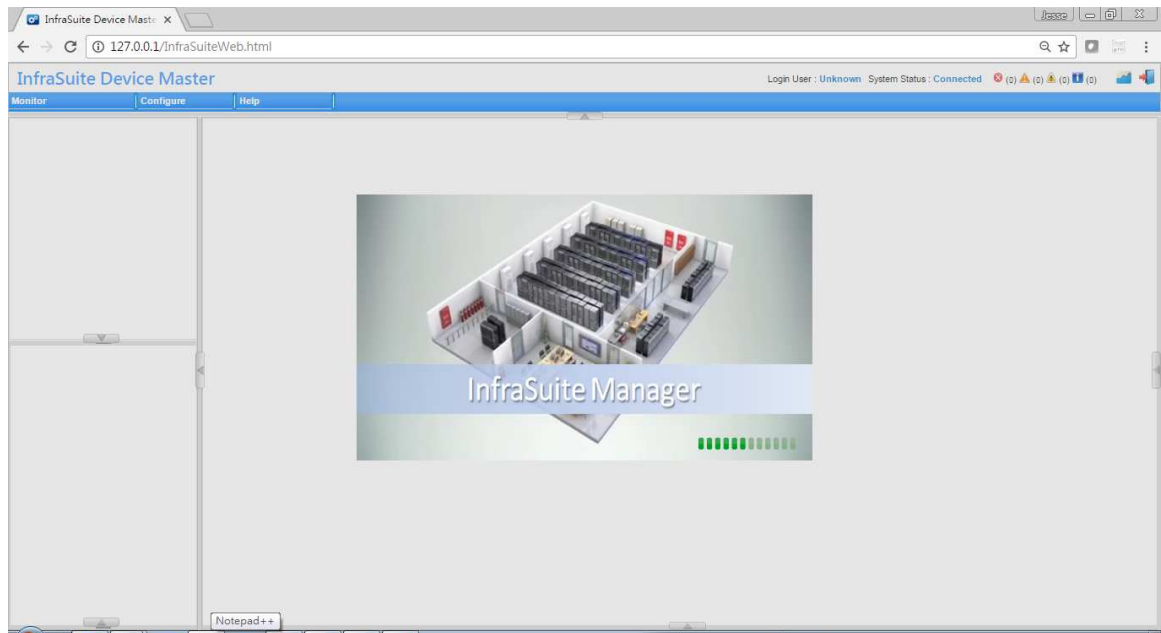 InfraSuite Device Maste
Jesse
127.0.0.1/InfraSuiteWeb.html
InfraSuite Device Master
Login User : Unknown System Status : Connected (0) (0) (0) (0)
Monitor Configure Help
InfraSuite Manager
Notepad++